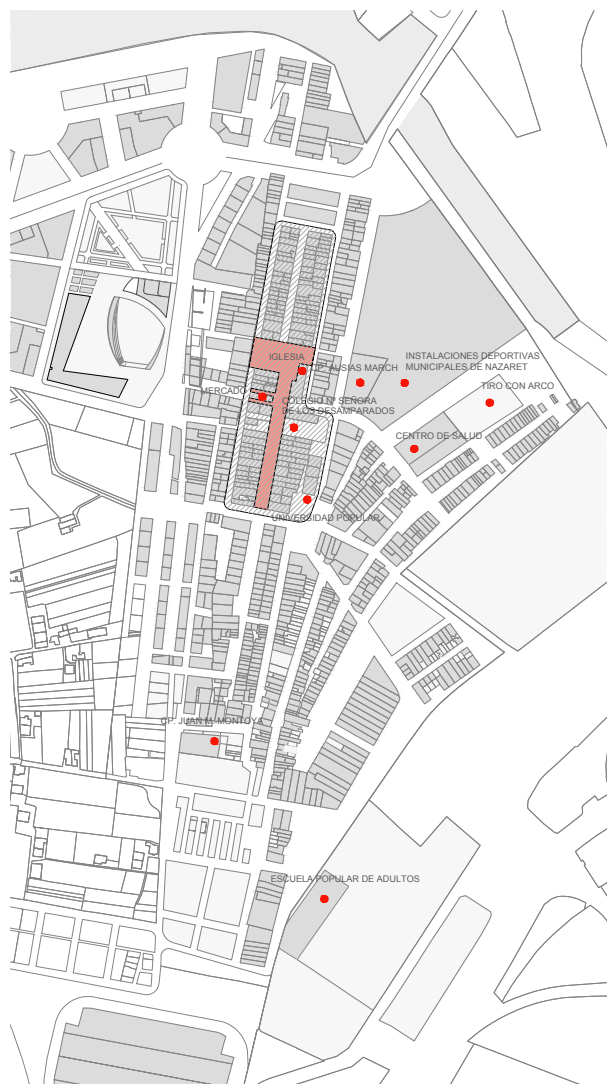 INSTALACIONES DEPORTIVAS
MUNICIPALES DE NAZARET
IGLESIA
CP. AUSIAS MARCH
TIRO CON ARCO
MERCADO
COLEGIO Nª SEÑORA
DE LOS DESAMPARADOS
CENTRO DE SALUD
UNIVERSIDAD POPULAR
CP. JUAN M. MONTOYA
ESCUELA POPULAR DE ADULTOS